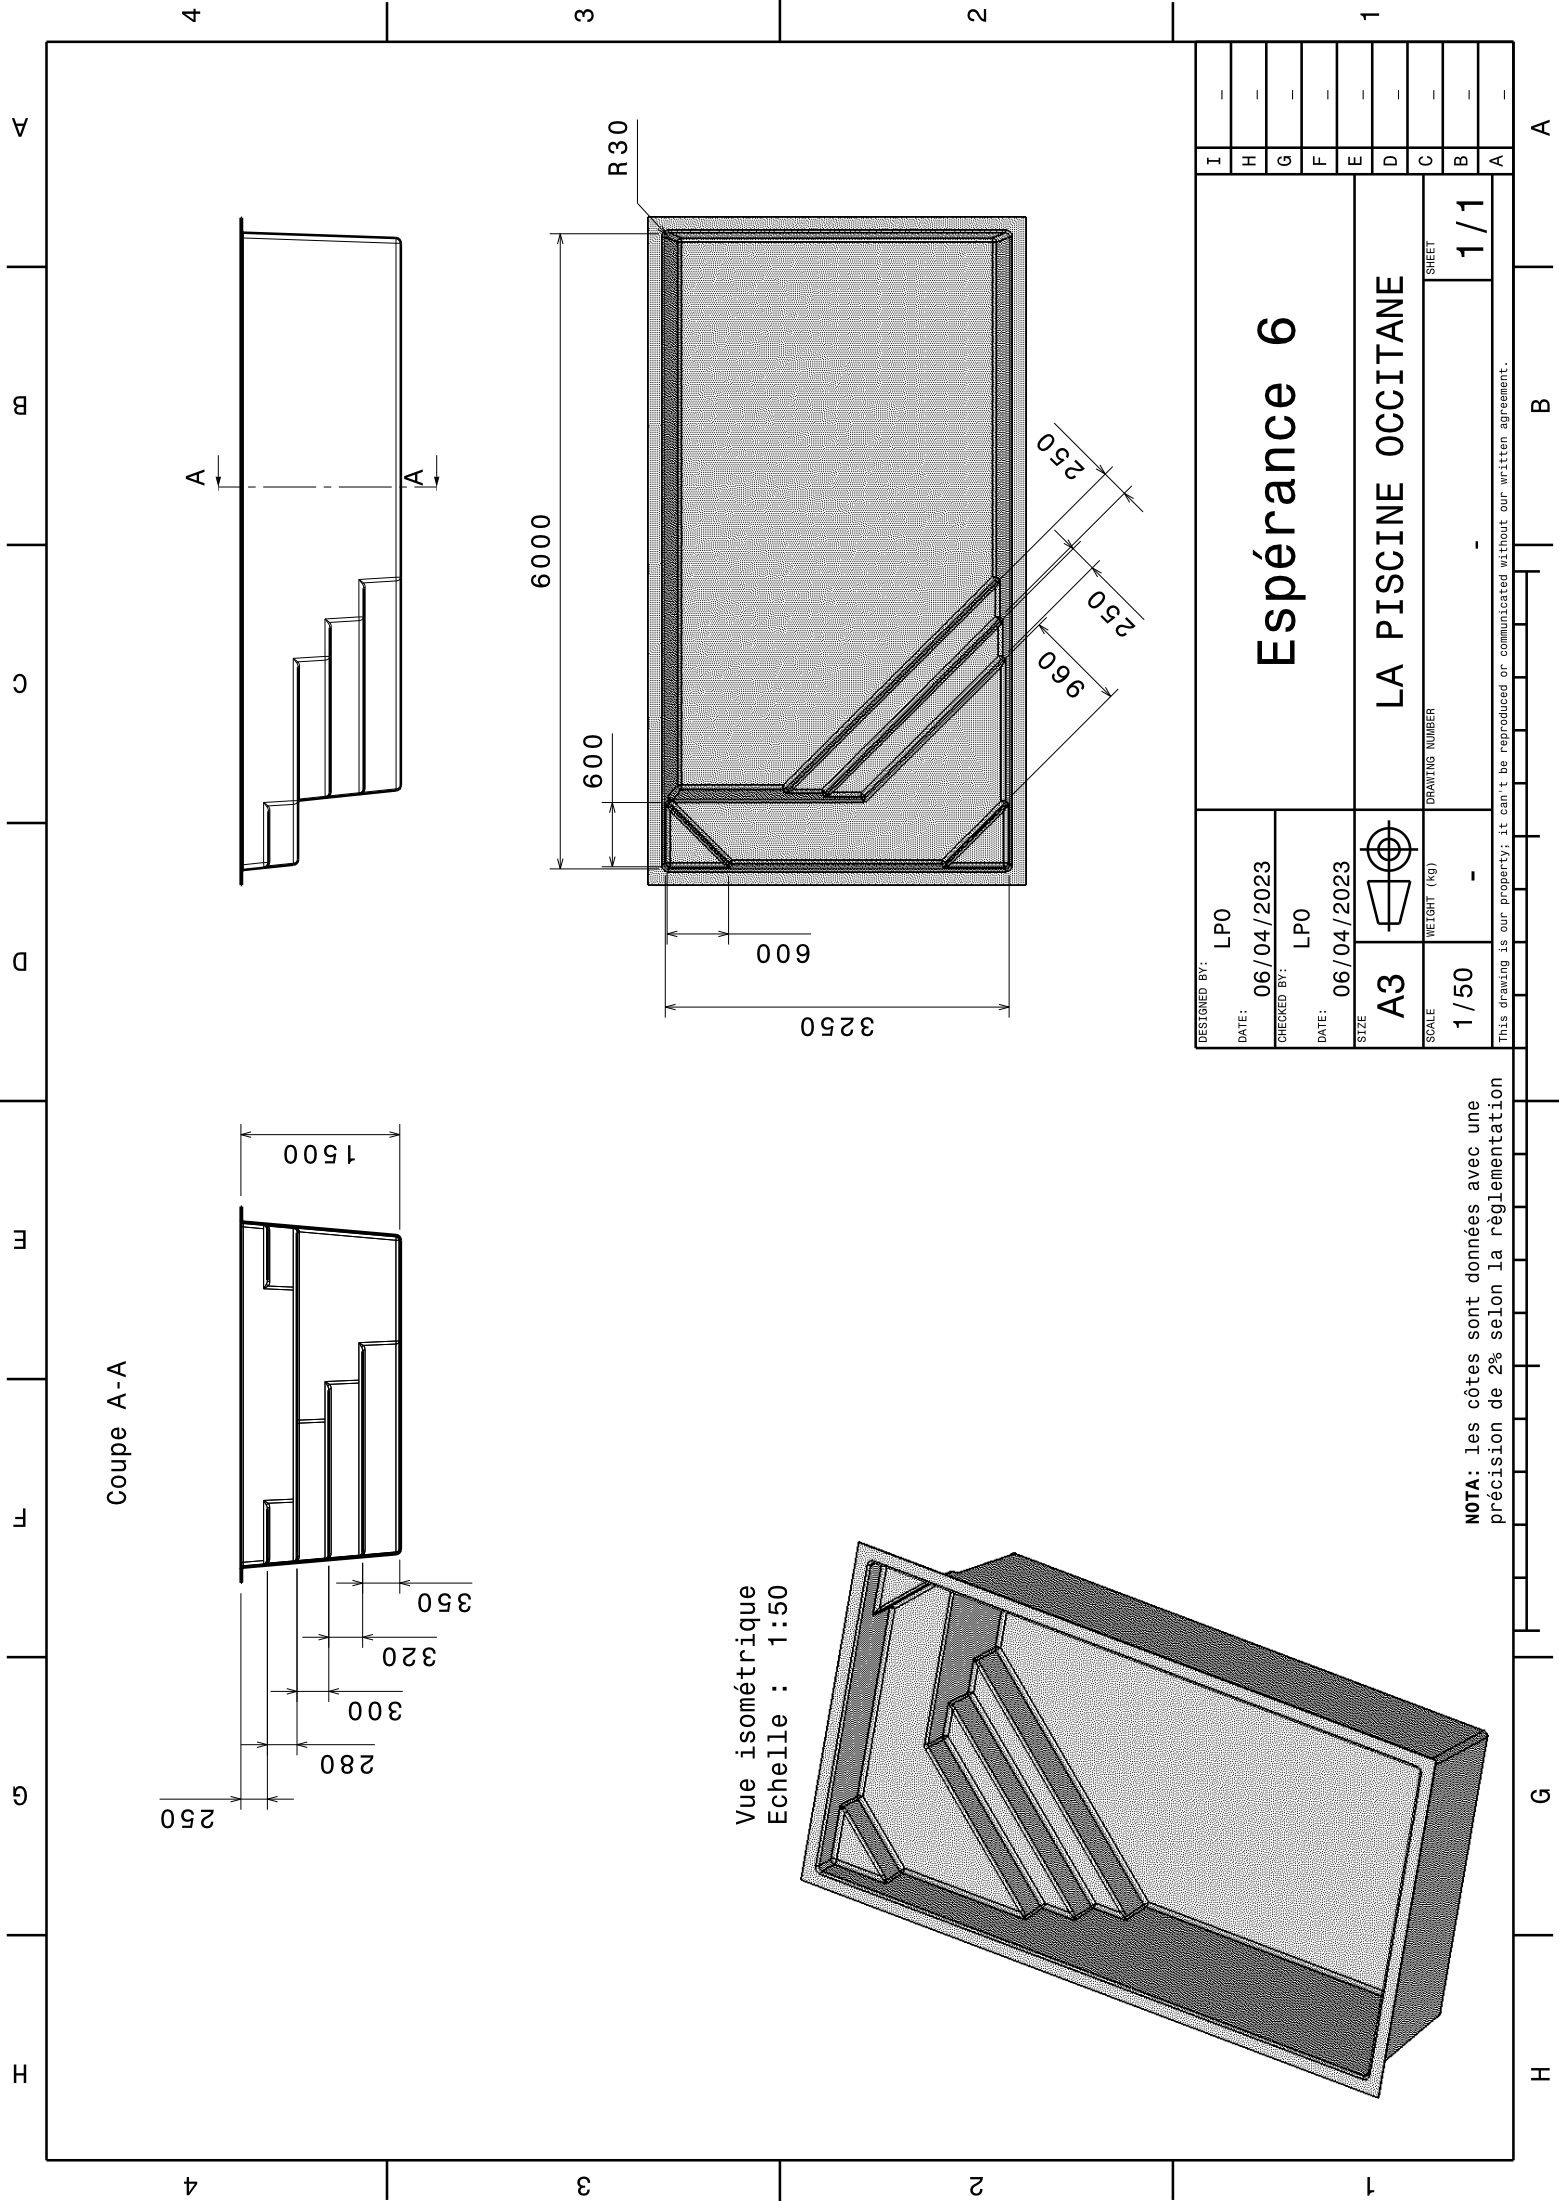 4
3
2
1
A
B
C
D
E
F
G
H
Coupe A-A
250
280
300
320
350
1500
A
A
6000
R30
600
600
3250
250
250
960
Vue isométrique
Echelle : 1:50
NOTA: les côtes sont données avec une
précision de 2% selon la règlementation
DESIGNED BY:
LPO
DATE:
06/04/2023
CHECKED BY:
LPO
DATE:
06/04/2023
SIZE
A3
SCALE
1/50
WEIGHT (kg)
-
Espérance 6
LA PISCINE OCCITANE
DRAWING NUMBER
-
SHEET
1/1
I -
H -
G -
F -
E -
D -
C -
B -
A -
This drawing is our property; it can't be reproduced or communicated without our written agreement.
A
B
G
H
4
3
2
1